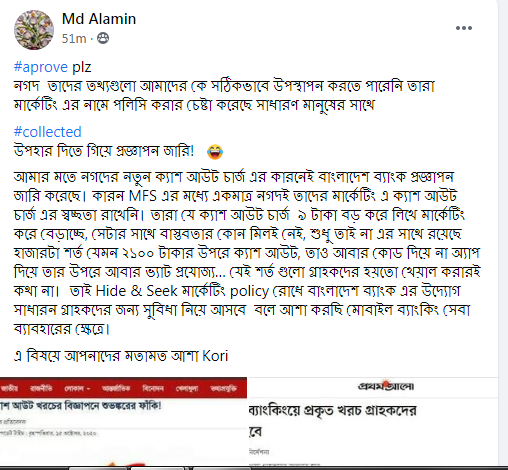 Md Alamin
51m
#aprove plz
নগদ তাদের তথ্যগুলো আমাদের কে সঠিকভাবে উপস্থাপন করতে পারেনি তারা
মার্কেটিং এর নামে পলিসি করার চেষ্টা করেছে সাধারণ মানুষের সাথে
#collected
উপহার দিতে গিয়ে প্রজ্ঞাপন জারি! 😂
আমার মতে নগদের নতুন ক্যাশ আউট চার্জ এর কারনেই বাংলাদেশ ব্যাংক প্রজ্ঞাপন
জারি করেছে। কারন MFS এর মধ্যে একমাত্র নগদই তাদের মার্কেটিং এ ক্যাশ আউট
চার্জ এর স্বচ্ছতা রাখেনি। তারা যে ক্যাশ আউট চার্জ ৯ টাকা বড় করে লিখে মার্কেটিং
করে বেড়াচ্ছে, সেটার সাথে বাস্তবতার কোন মিলই নেই, শুধু তাই না এর সাথে রয়েছে
হাজারটা শর্ত যেমন ২১০০ টাকার উপরে ক্যাশ আউট, তাও আবার কোড দিয়ে না অ্যাপ
দিয়ে তার উপরে আবার ভ্যাট প্রযোজ্য... যেই শর্ত গুলো গ্রাহকদের হয়তো খেয়াল করারই
কথা না। তাই Hide & Seek মার্কেটিং policy রোধে বাংলাদেশ ব্যাংক এর উদ্যোগ
সাধারন গ্রাহকদের জন্য সুবিধা নিয়ে আসবে বলে আশা করছি মোবাইল ব্যাংকিং সেবা
ব্যাবহারের ক্ষেত্রে।
এ বিষয়ে আপনাদের মতামত আশা Kori
জাতীয় রাজনীতি লোকাল আন্তর্জাতিক বিনোদন খেলাধুলা তথ্যপ্রযুক্তি
াশ আউট খরচের বিজ্ঞাপনে শুভঙ্করের ফাঁকি!
প্রথম আলো
ব্যাংকিংয়ে প্রকৃত খরচ গ্রাহকদের
বে